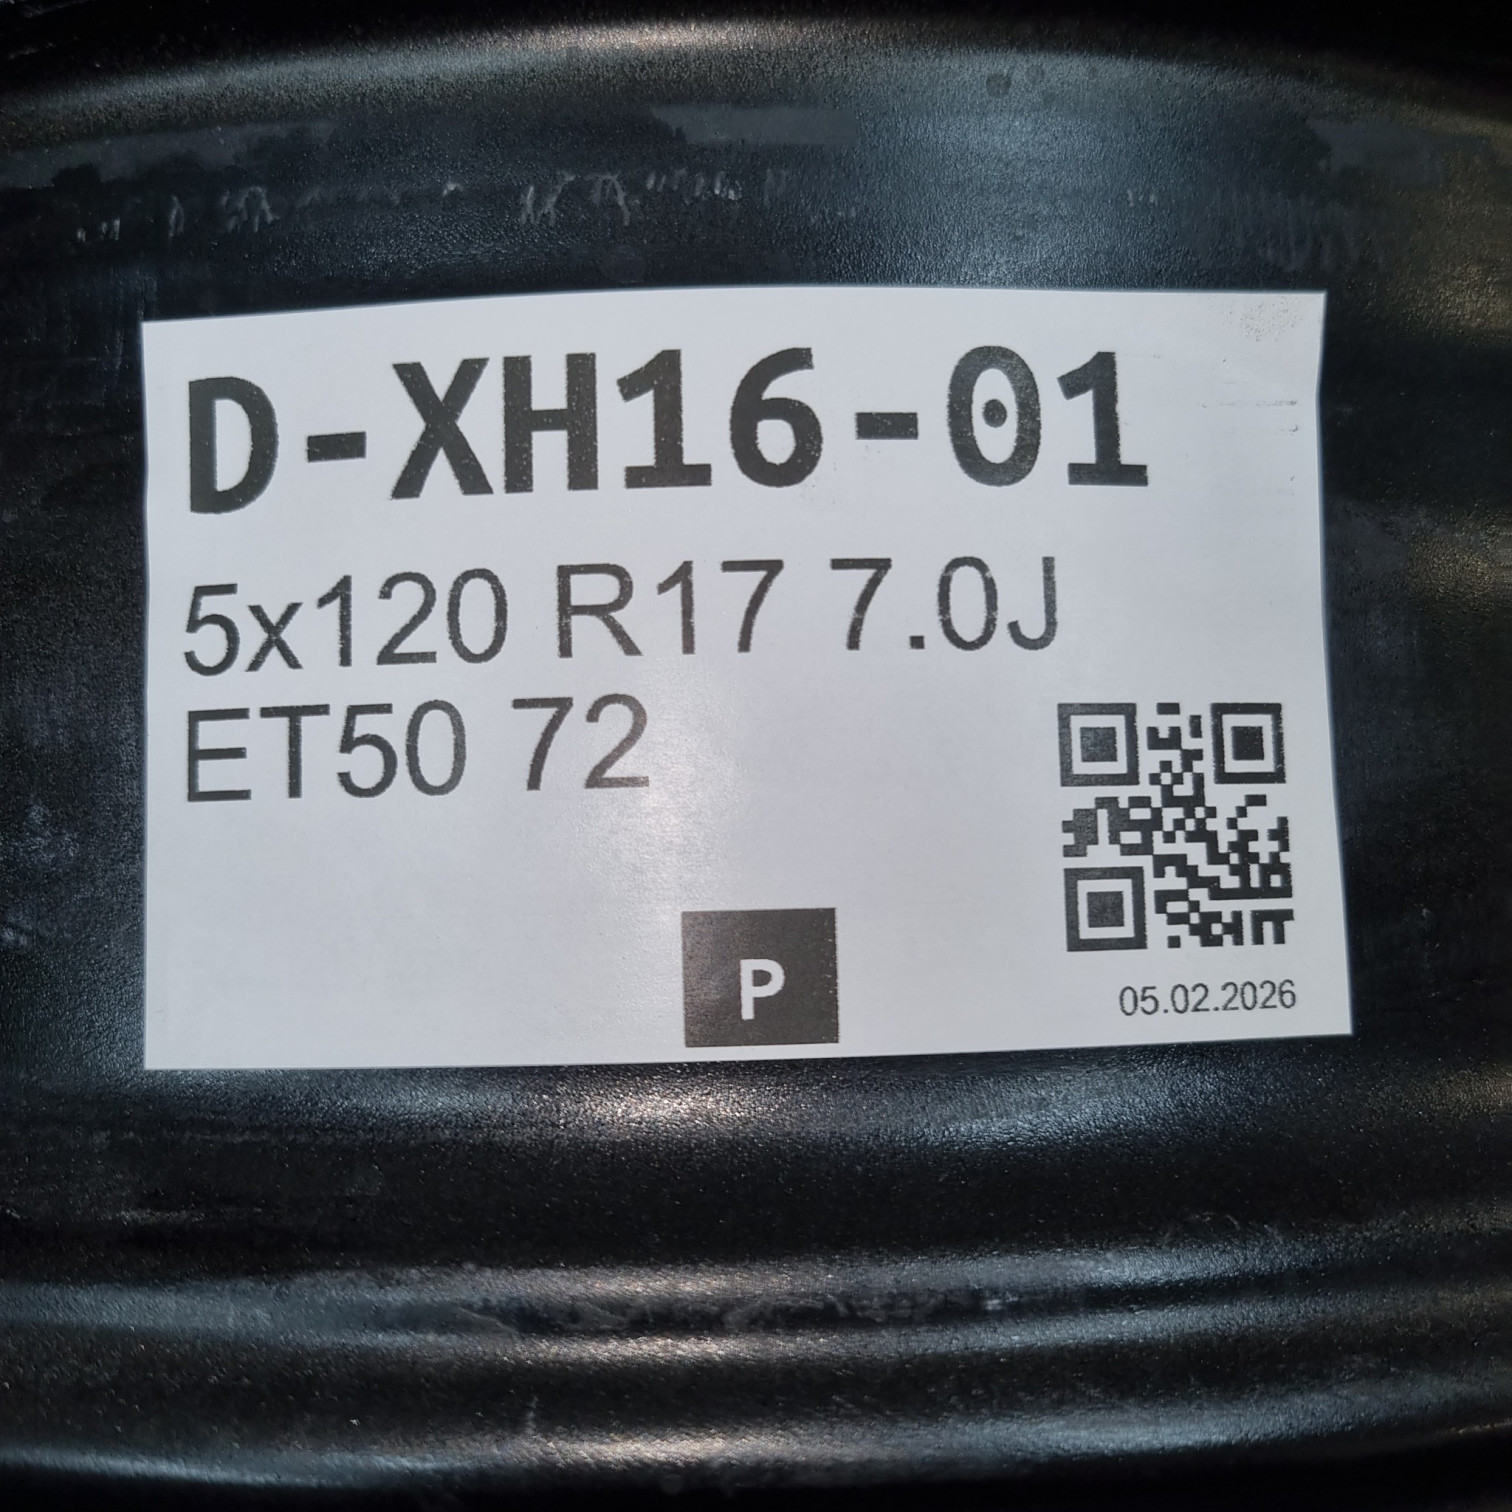 D-XH16-01
5x120 R17 7.0J
ET50 72
P
05.02.2026